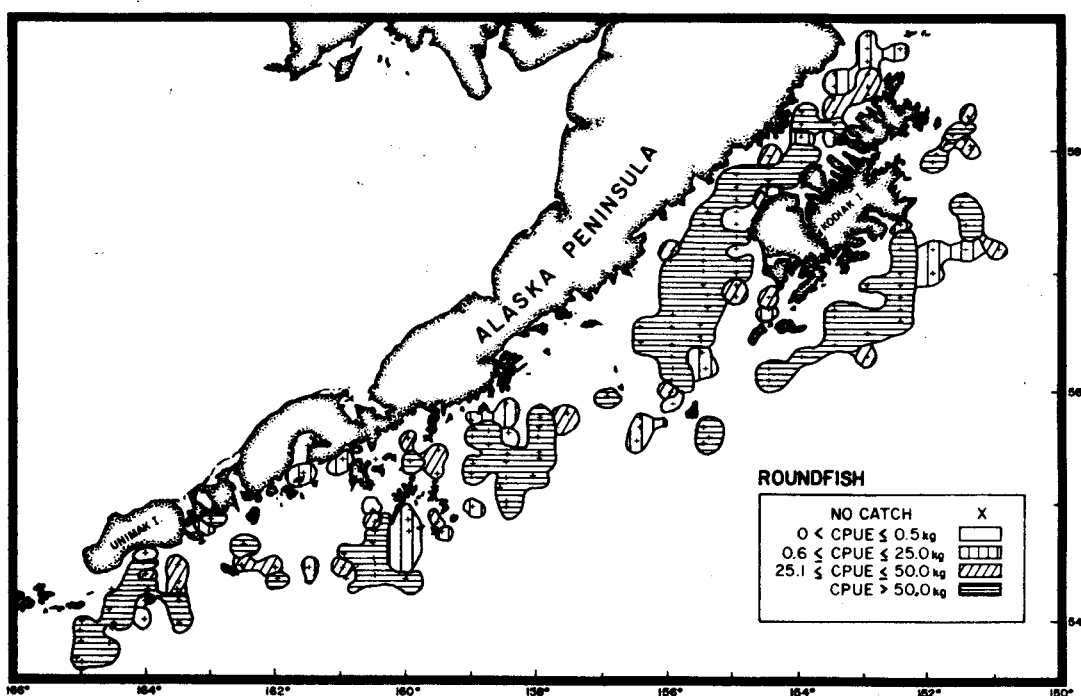 ALASKA PENINSULA
KODIAK I
UNIMAK I.
58
56
54
ROUNDFISH
NO CATCH X
0 < CPUE ≤ 0.5 kg
0.6 ≤ CPUE ≤ 25.0 kg
25.1 ≤ CPUE ≤ 50.0 kg
CPUE > 50.0 kg
166° 164° 162° 160° 158° 156° 154° 152° 150°